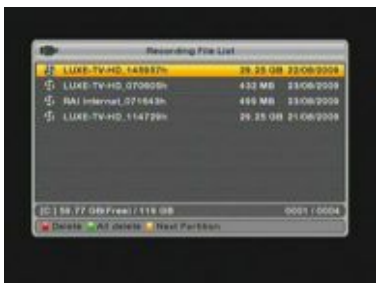 Recording File List
LUXE-TV-HD_145937h 29.25 GB 22/08/2009
LUXE-TV-HD_070605h 432 MB 23/08/2009
RAI Internat_071643h 499 MB 23/08/2009
LUXE-TV-HD_114729h 29.25 GB 21/08/2009
[C:] 59.77 GB(Free) / 116 GB 0001 / 0004
Delete All delete Next Partition